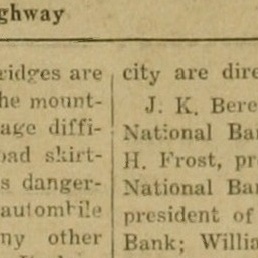 ghway
ridges are
he mount-
age diffi-
oad skirt-
s danger-
automobile
ny other
city are dire
J. K. Bere
National Ba
H. Frost, pr
National Ba
president of
Bank; Willia